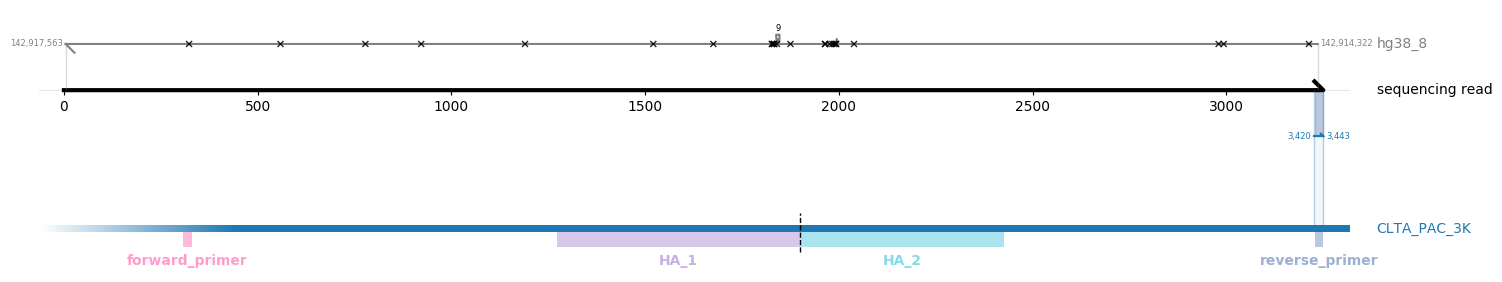 9
142,917,563
142,914,322 hg38_8
sequencing read
0 500 1000 1500 2000 2500 3000
3,420 3,443
CLTA_PAC_3K
forward_primer HA_1 HA_2 reverse_primer